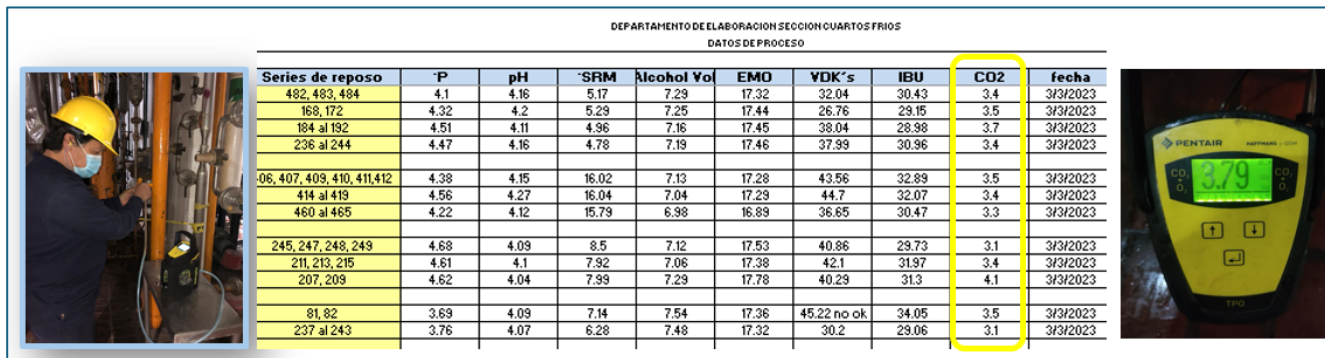 DEPARTAMENTO DE ELABORACION SECCION CUARTOS FRIOS
DATOS DE PROCESO
Series de reposo °P pH °SRM Alcohol Vol EMO VDK´s IBU CO2 fecha
482, 483, 484 4.1 4.16 5.17 7.29 17.32 32.04 30.43 3.4 3/3/2023
168, 172 4.32 4.2 5.29 7.25 17.44 26.76 29.15 3.5 3/3/2023
184 al 192 4.51 4.11 4.96 7.16 17.45 38.04 28.98 3.7 3/3/2023
236 al 244 4.47 4.16 4.78 7.19 17.46 37.99 30.96 3.4 3/3/2023
06, 407, 409, 410, 411,412 4.38 4.15 16.02 7.13 17.28 43.56 32.89 3.5 3/3/2023
414 al 419 4.56 4.27 16.04 7.04 17.29 44.7 32.07 3.4 3/3/2023
460 al 465 4.22 4.12 15.79 6.98 16.89 36.65 30.47 3.3 3/3/2023
245, 247, 248, 249 4.68 4.09 8.5 7.12 17.53 40.86 29.73 3.1 3/3/2023
211, 213, 215 4.61 4.1 7.92 7.06 17.38 42.1 31.97 3.4 3/3/2023
207, 209 4.62 4.04 7.99 7.29 17.78 40.29 31.3 4.1 3/3/2023
81, 82 3.69 4.09 7.14 7.54 17.36 45.22 no ok 34.05 3.5 3/3/2023
237 al 243 3.76 4.07 6.28 7.48 17.32 30.2 29.06 3.1 3/3/2023
PENTAIR HAFFMANS
CO₂ O₂ 3.79 CO₂ O₂
TPO